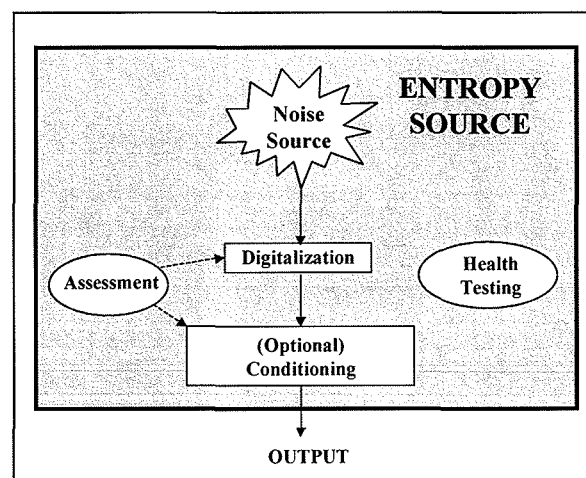 ENTROPY
SOURCE
Noise
Source
Digitalization
Assessment
Health
Testing
(Optional)
Conditioning
OUTPUT